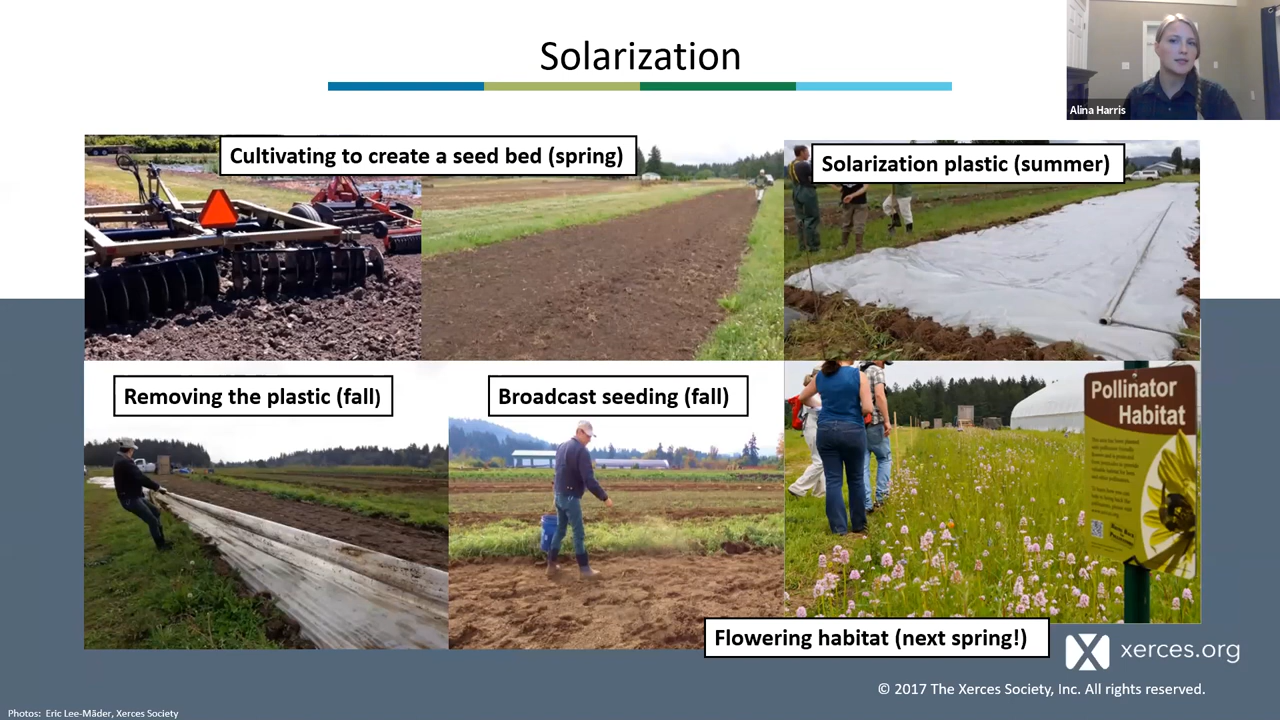 Solarization
Alina Harris
Cultivating to create a seed bed (spring)
Solarization plastic (summer)
Removing the plastic (fall)
Broadcast seeding (fall)
Pollinator
Habitat
Flowering habitat (next spring!)
xerces.org
© 2017 The Xerces Society, Inc. All rights reserved.
Photos: Eric Lee-Mäder, Xerces Society